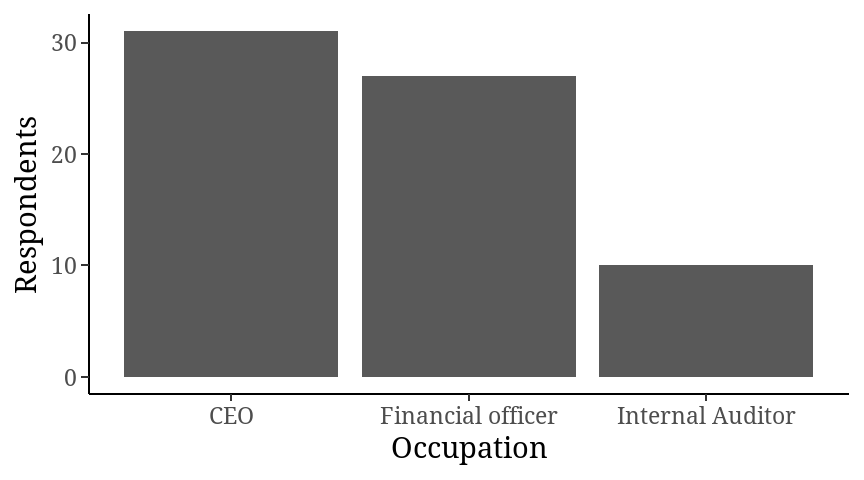 Respondents
30
20
10
0
CEO Financial officer Internal Auditor
Occupation